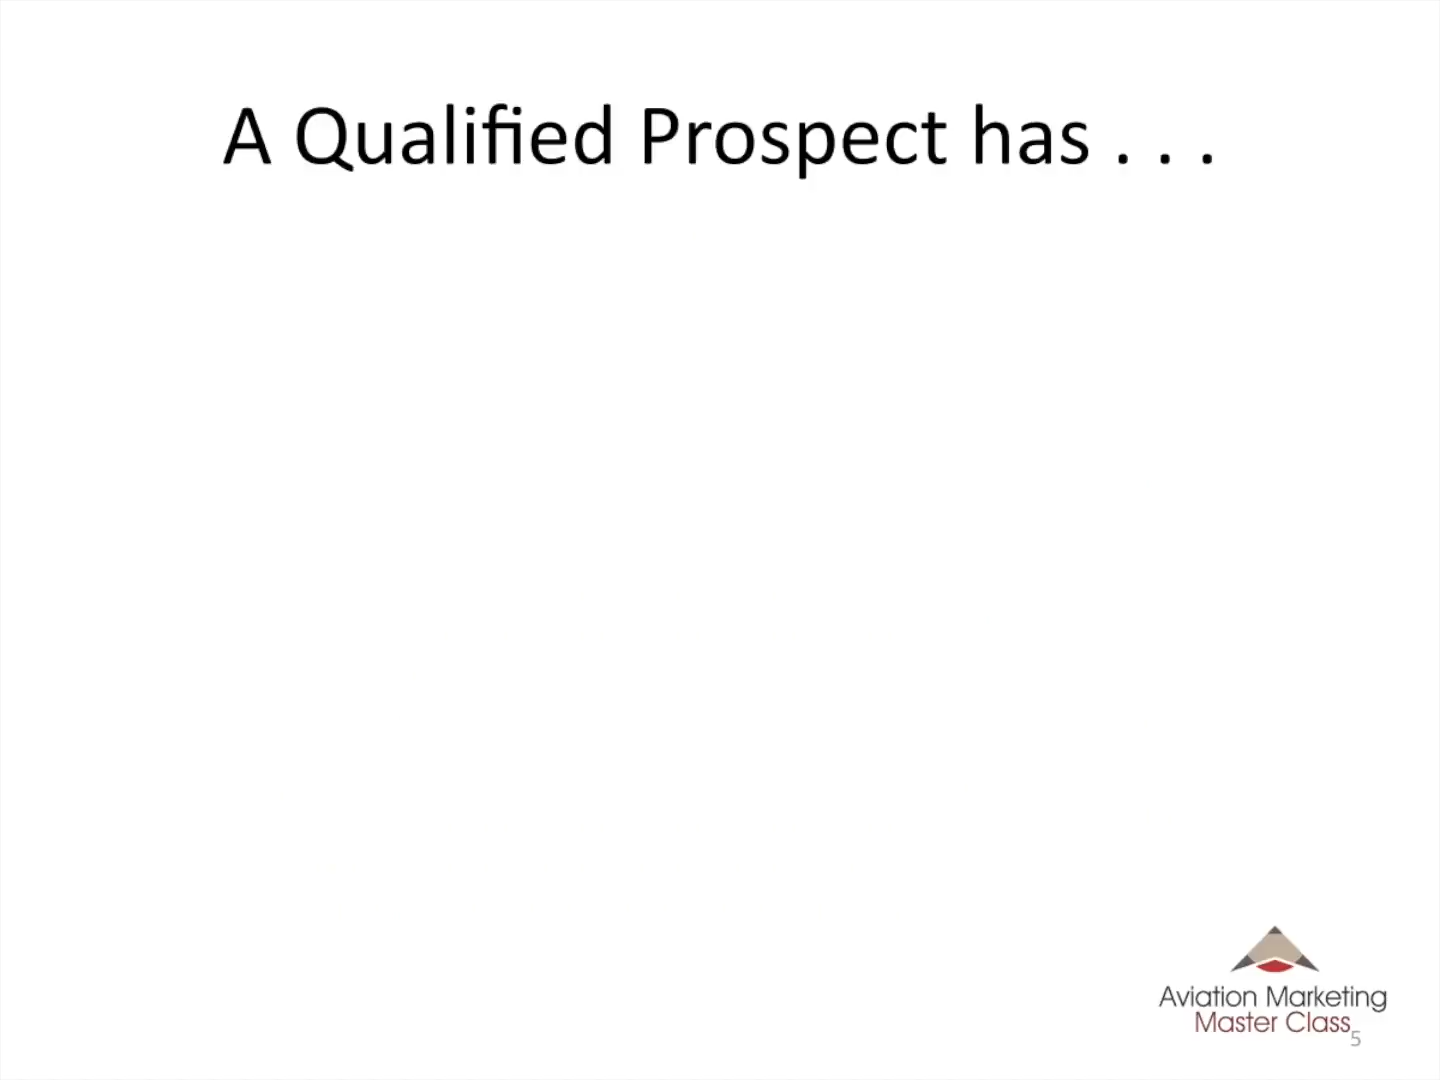 A Qualified Prospect has . . .
Aviation Marketing
Master Class
5